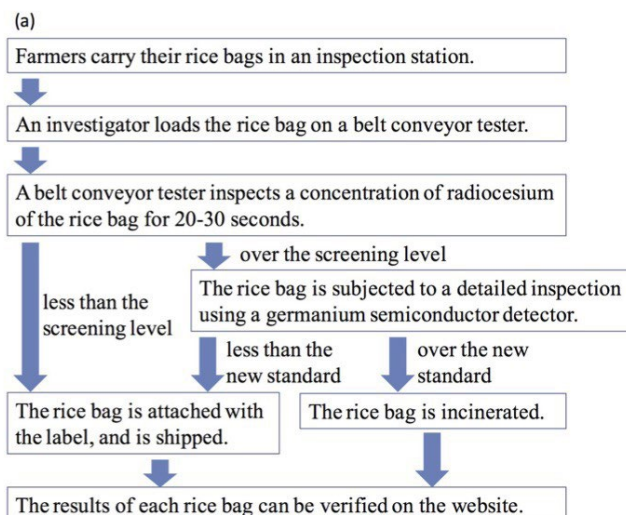 (a)
Farmers carry their rice bags in an inspection station.
An investigator loads the rice bag on a belt conveyor tester.
A belt conveyor tester inspects a concentration of radiocesium
of the rice bag for 20-30 seconds.
over the screening level
less than the
screening level
The rice bag is subjected to a detailed inspection
using a germanium semiconductor detector.
less than the
new standard
over the new
standard
The rice bag is attached with
the label, and is shipped.
The rice bag is incinerated.
The results of each rice bag can be verified on the website.